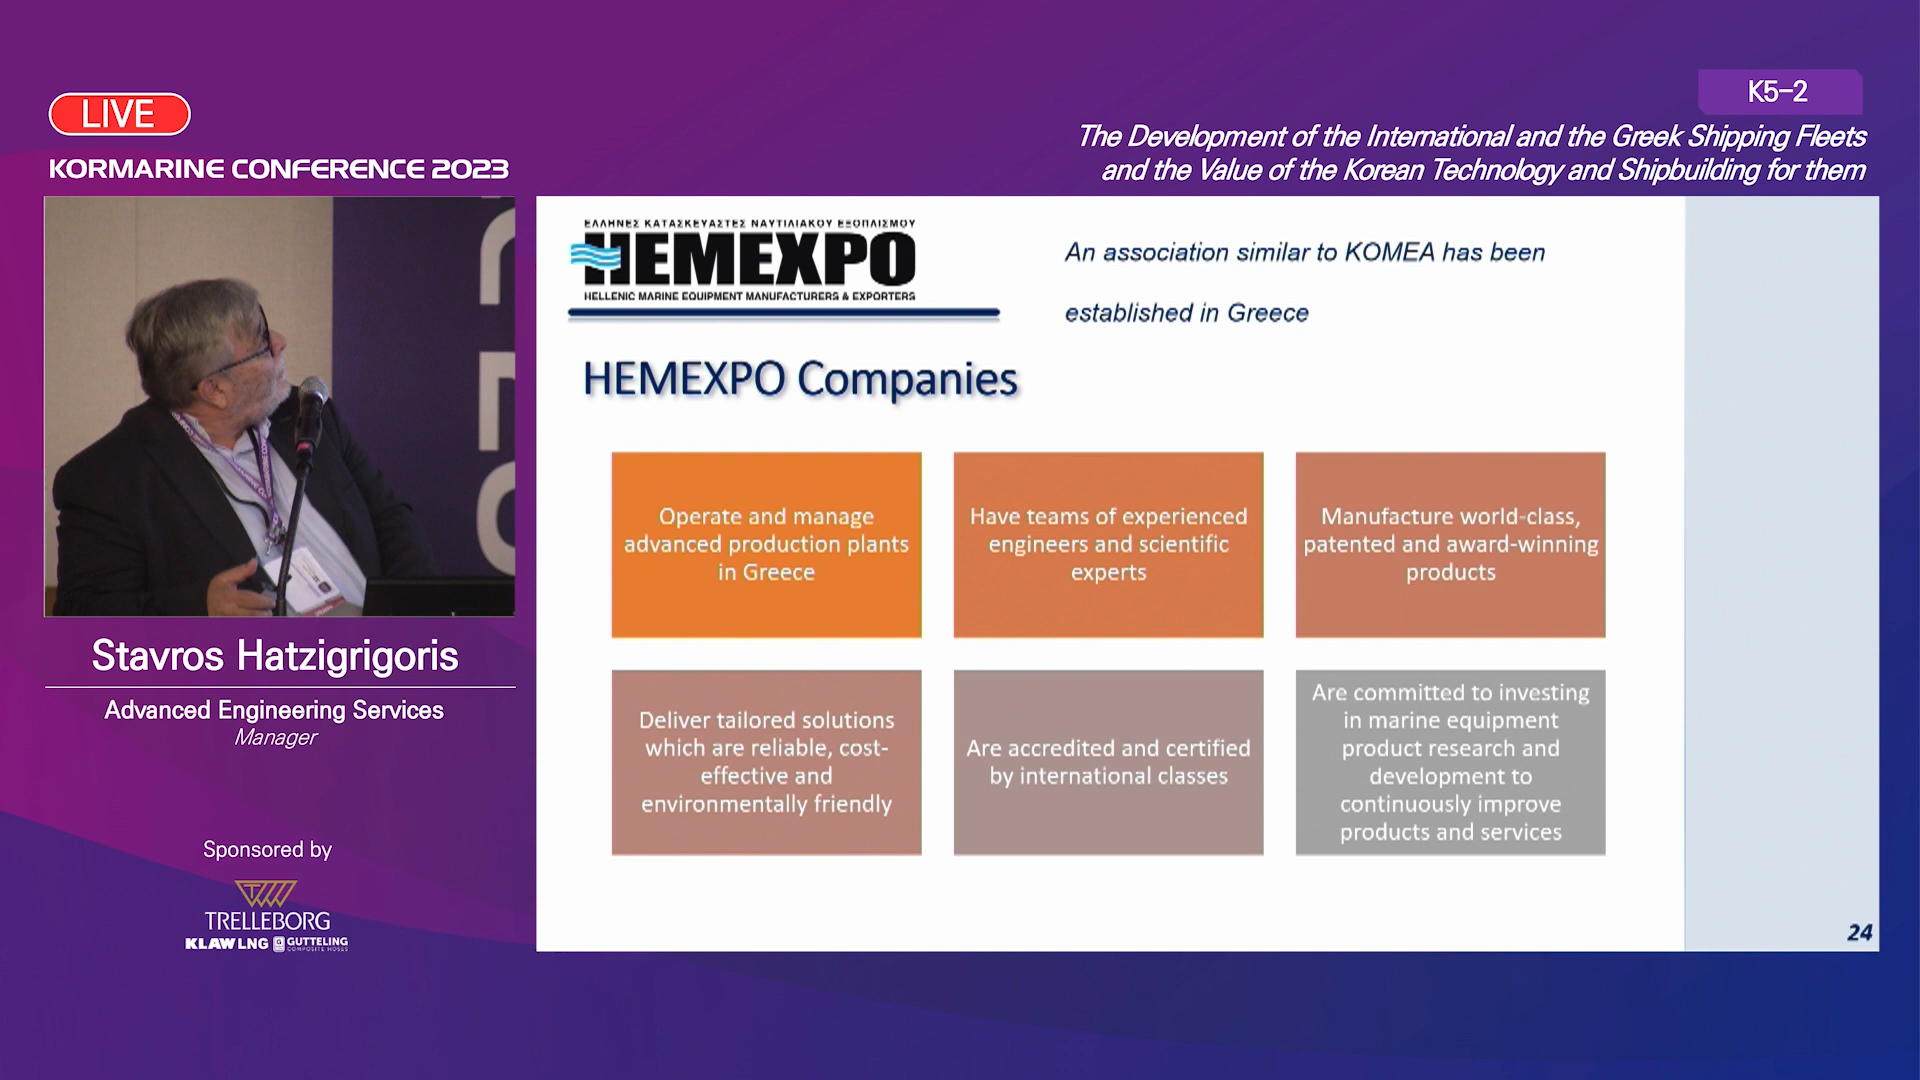 LIVE
KORMARINE CONFERENCE 2023
K5-2
The Development of the International and the Greek Shipping Fleets
and the Value of the Korean Technology and Shipbuilding for them
ΕΛΛΗΝΕΣ ΚΑΤΑΣΚΕΥΑΣΤΕΣ ΝΑΥΤΙΛΙΑΚΟΥ ΕΞΟΠΛΙΣΜΟΥ
HEMEXPO
HELLENIC MARINE EQUIPMENT MANUFACTURERS & EXPORTERS
An association similar to KOMEA has been
established in Greece
HEMEXPO Companies
Operate and manage
advanced production plants
in Greece
Have teams of experienced
engineers and scientific
experts
Manufacture world-class,
patented and award-winning
products
Deliver tailored solutions
which are reliable, cost-
effective and
environmentally friendly
Are accredited and certified
by international classes
Are committed to investing
in marine equipment
product research and
development to
continuously improve
products and services
24
Stavros Hatzigrigoris
Advanced Engineering Services
Manager
Sponsored by
TRELLEBORG
KLAW LNG GUTTELING
COMPOSITE HOSES